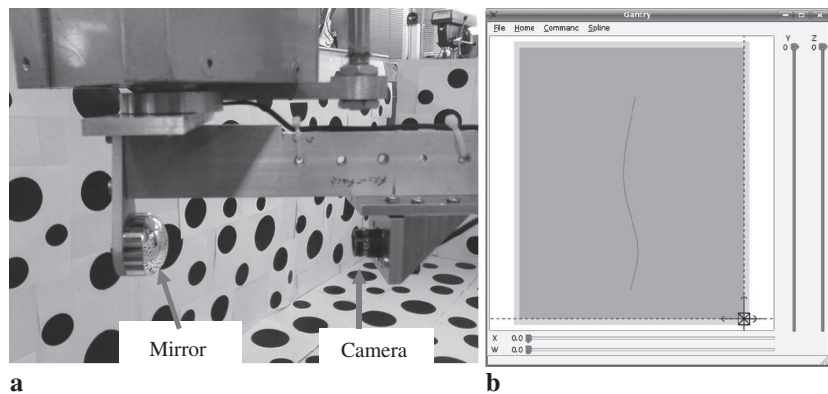 Mirror
Camera
a
Gantry
File Home Commanc Spline
Y Z
0 0
X 0.0
W 0.0
b